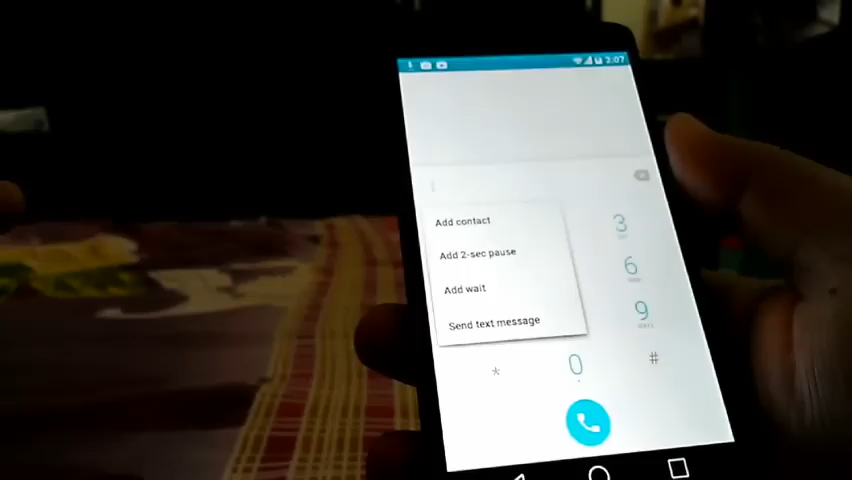 2:07
Add contact
Add 2-sec pause
Add wait
Send text message
3
6
9
*
0
#